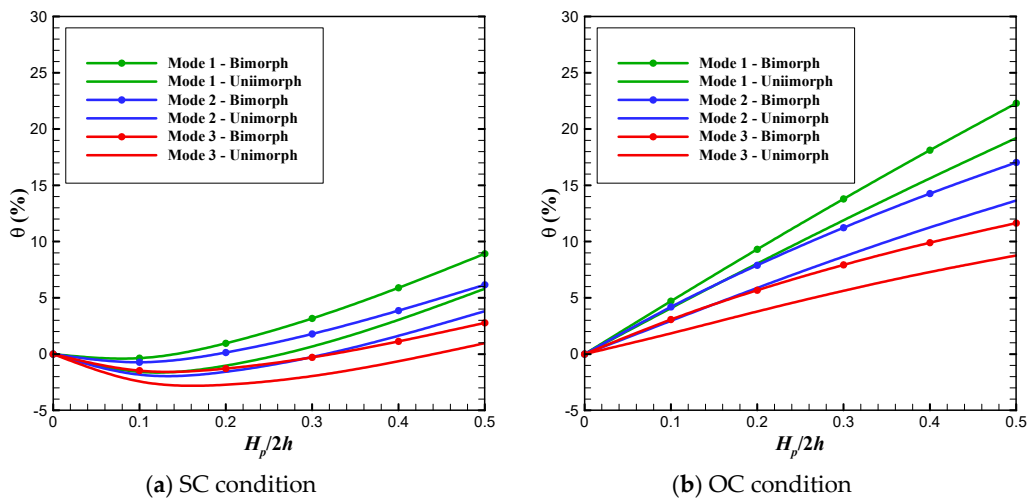 30
25
20
15
10
5
0
-5
θ (%)
Mode 1 - Bimorph
Mode 1 - Uniimorph
Mode 2 - Bimorph
Mode 2 - Unimorph
Mode 3 - Bimorph
Mode 3 - Unimorph
0 0.1 0.2 0.3 0.4 0.5
Hp/2h
(a) SC condition
30
25
20
15
10
5
0
-5
θ (%)
Mode 1 - Bimorph
Mode 1 - Uniimorph
Mode 2 - Bimorph
Mode 2 - Unimorph
Mode 3 - Bimorph
Mode 3 - Unimorph
0 0.1 0.2 0.3 0.4 0.5
Hp/2h
(b) OC condition